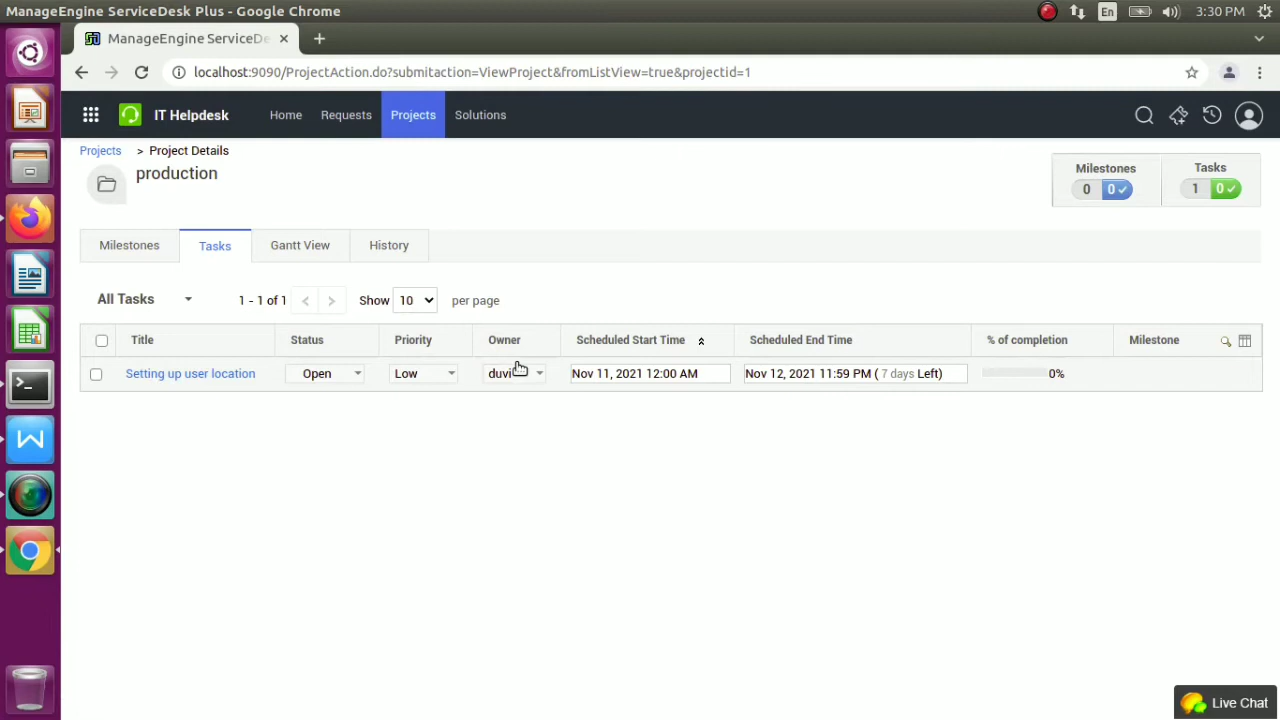 ManageEngine ServiceDesk Plus - Google Chrome
En
3:30 PM
ManageEngine ServiceDe
localhost:9090/ProjectAction.do?submitaction=ViewProject&fromListView=true&projectid=1
IT Helpdesk Home Requests Projects Solutions
Projects > Project Details
production
Milestones Tasks
0 0 1 0
Milestones Tasks Gantt View History
All Tasks 1 - 1 of 1 Show 10 per page
Title Status Priority Owner Scheduled Start Time Scheduled End Time % of completion Milestone
Setting up user location Open Low duvi Nov 11, 2021 12:00 AM Nov 12, 2021 11:59 PM ( 7 days Left) 0%
Live Chat